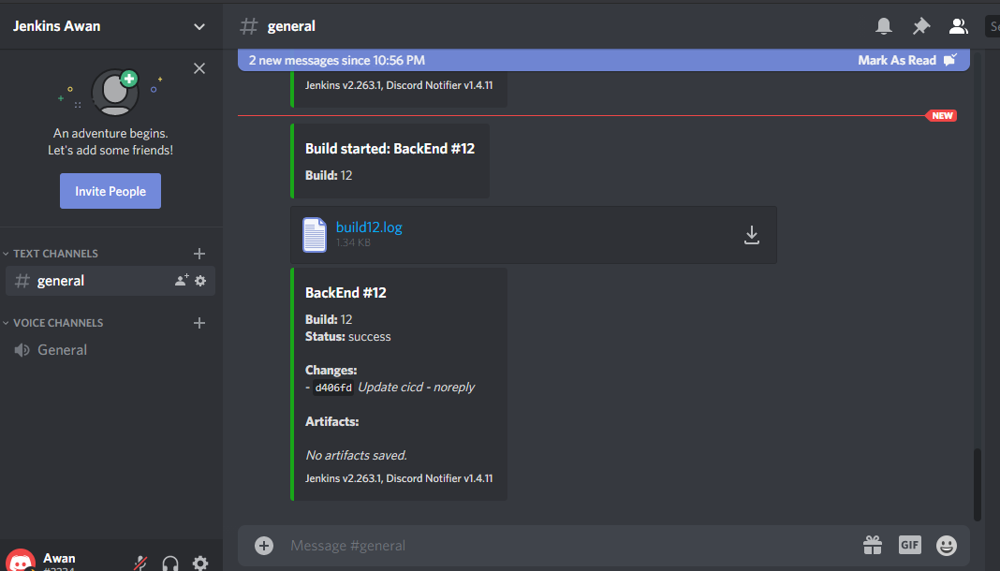 Jenkins Awan
An adventure begins.
Let's add some friends!
Invite People
TEXT CHANNELS
general
VOICE CHANNELS
General
Awan
general
2 new messages since 10:56 PM
Mark As Read
Jenkins v2.263.1, Discord Notifier v1.4.11
NEW
Build started: BackEnd #12
Build: 12
build12.log
1.34 KB
BackEnd #12
Build: 12
Status: success
Changes:
- d406fd Update cicd - noreply
Artifacts:
No artifacts saved.
Jenkins v2.263.1, Discord Notifier v1.4.11
Message #general
GIF